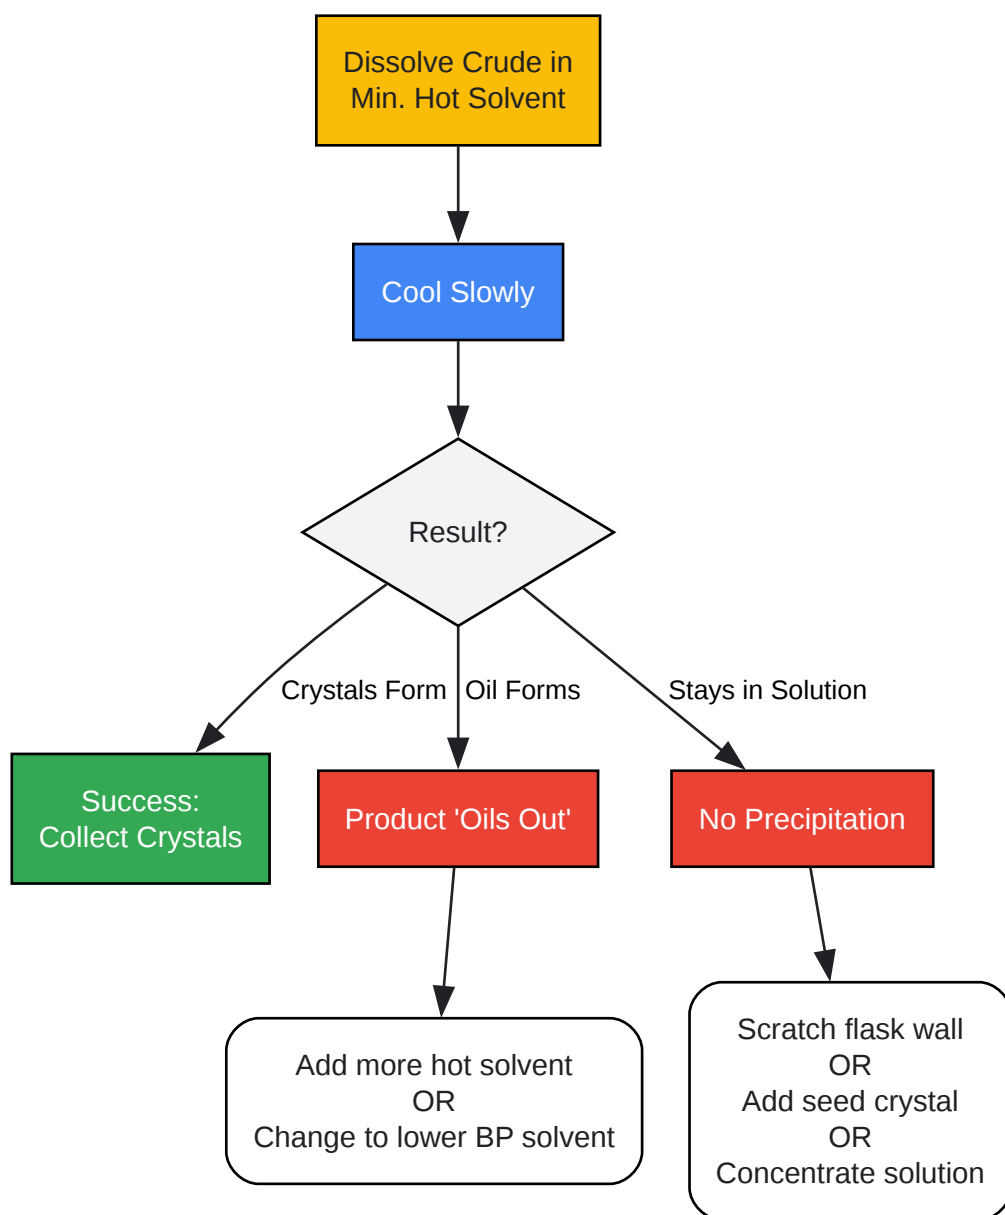 Dissolve Crude in
Min. Hot Solvent
Cool Slowly
Result?
Crystals Form
Oil Forms
Stays in Solution
Success:
Collect Crystals
Product 'Oils Out'
No Precipitation
Add more hot solvent
OR
Change to lower BP solvent
Scratch flask wall
OR
Add seed crystal
OR
Concentrate solution